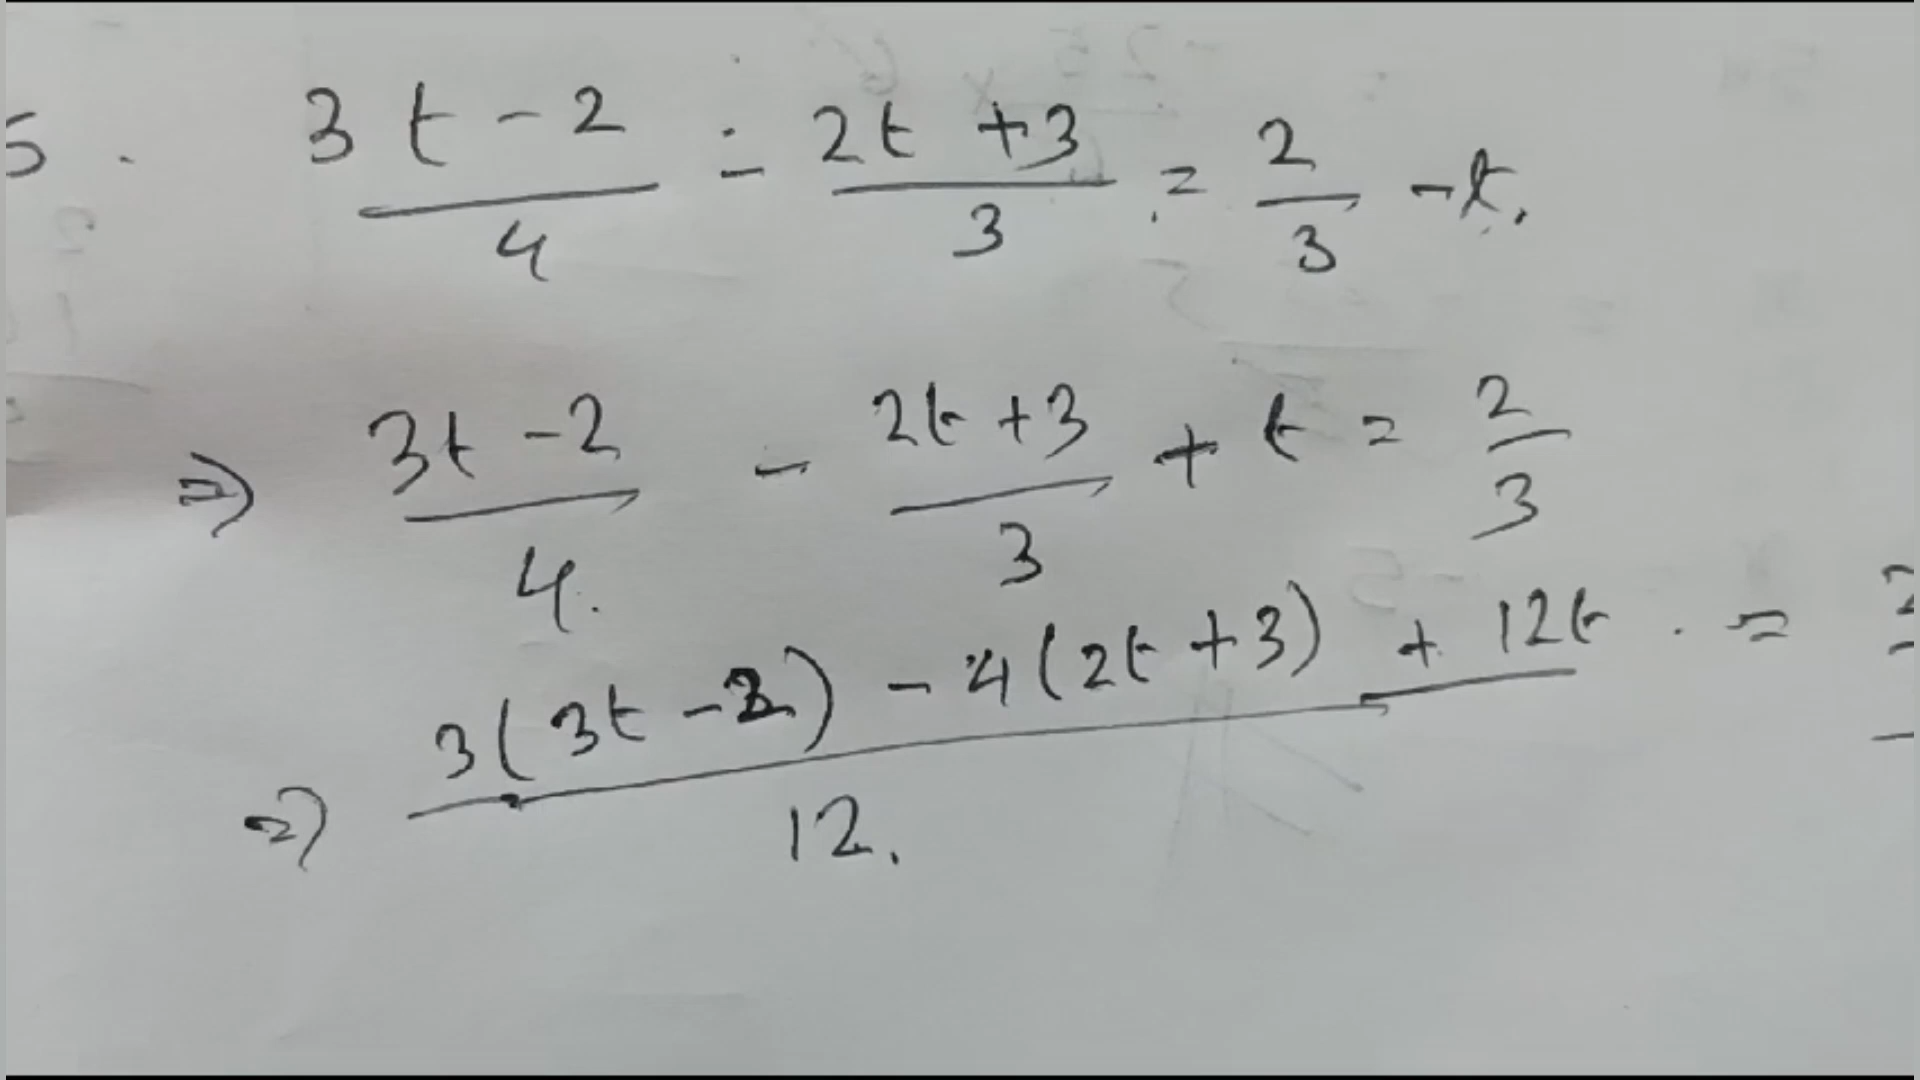 5. (3t - 2)/4 - (2t + 3)/3 = 2/3 - t.
⇒ (3t - 2)/4. - (2t + 3)/3 + t = 2/3
⇒ (3(3t - 2) - 4(2t + 3) + 12t)/12. =